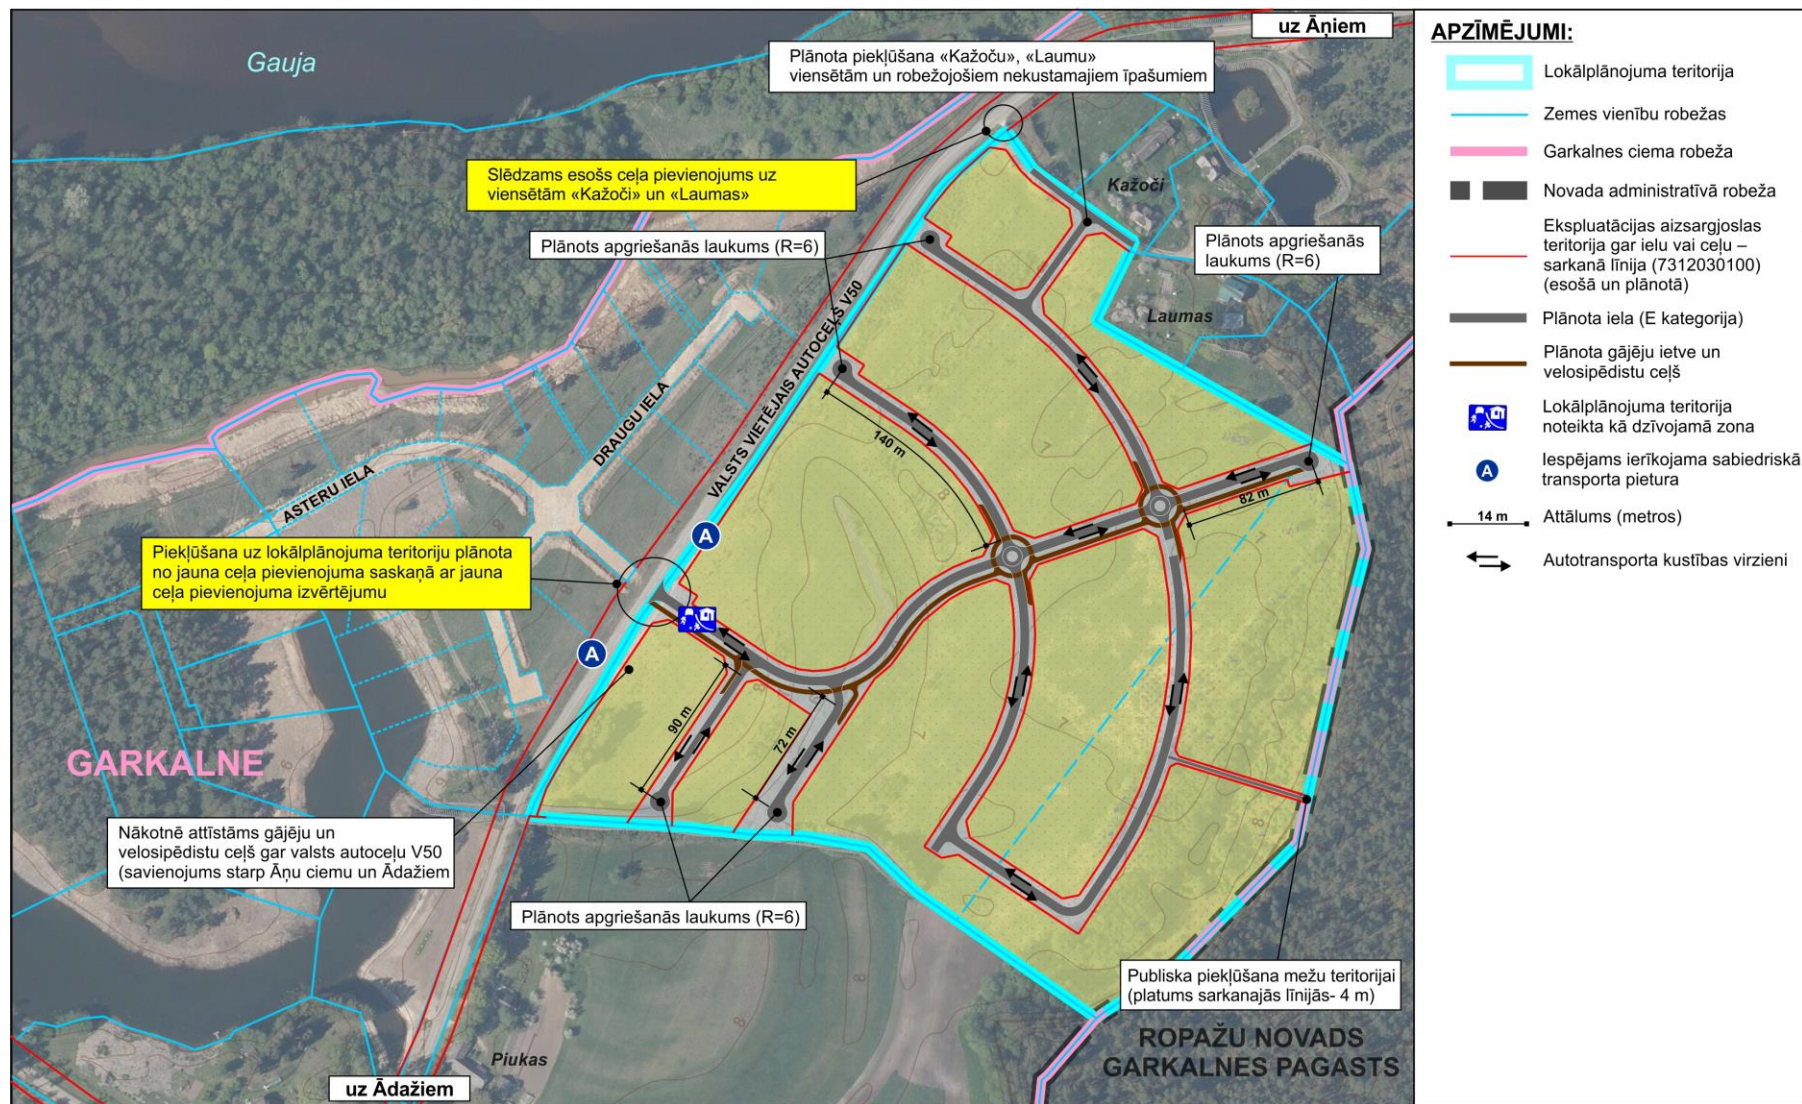 uz Āņiem
Gauja
Plānota piekļūšana «Kažoču», «Laumu»
viensētām un robežojošiem nekustamajiem īpašumiem
Slēdzams esošs ceļa pievienojums uz
viensētām «Kažoči» un «Laumas»
Kažoči
Plānots apgriešanās laukums (R=6)
Plānots apgriešanās
laukums (R=6)
Laumas
VALSTS VIETĒJAIS AUTOCEĻŠ V50
DRAUGU IELA
ASTERU IELA
140 m
82 m
A
Piekļūšana uz lokālplānojuma teritoriju plānota
no jauna ceļa pievienojuma saskaņā ar jauna
ceļa pievienojuma izvērtējumu
A
90 m
72 m
GARKALNE
Nākotnē attīstāms gājēju un
velosipēdistu ceļš gar valsts autoceļu V50
(savienojums starp Āņu ciemu un Ādažiem
Plānots apgriešanās laukums (R=6)
Publiska piekļūšana mežu teritorijai
(platums sarkanajās līnijās- 4 m)
ROPAŽU NOVADS
GARKALNES PAGASTS
Piukas
uz Ādažiem
APZĪMĒJUMI:
Lokālplānojuma teritorija
Zemes vienību robežas
Garkalnes ciema robeža
Novada administratīvā robeža
Ekspluatācijas aizsargjoslas
teritorija gar ielu vai ceļu –
sarkanā līnija (7312030100)
(esošā un plānotā)
Plānota iela (E kategorija)
Plānota gājēju ietve un
velosipēdistu ceļš
Lokālplānojuma teritorija
noteikta kā dzīvojamā zona
A
Iespējams ierīkojama sabiedriskā
transporta pietura
14 m
Attālums (metros)
Autotransporta kustības virzieni